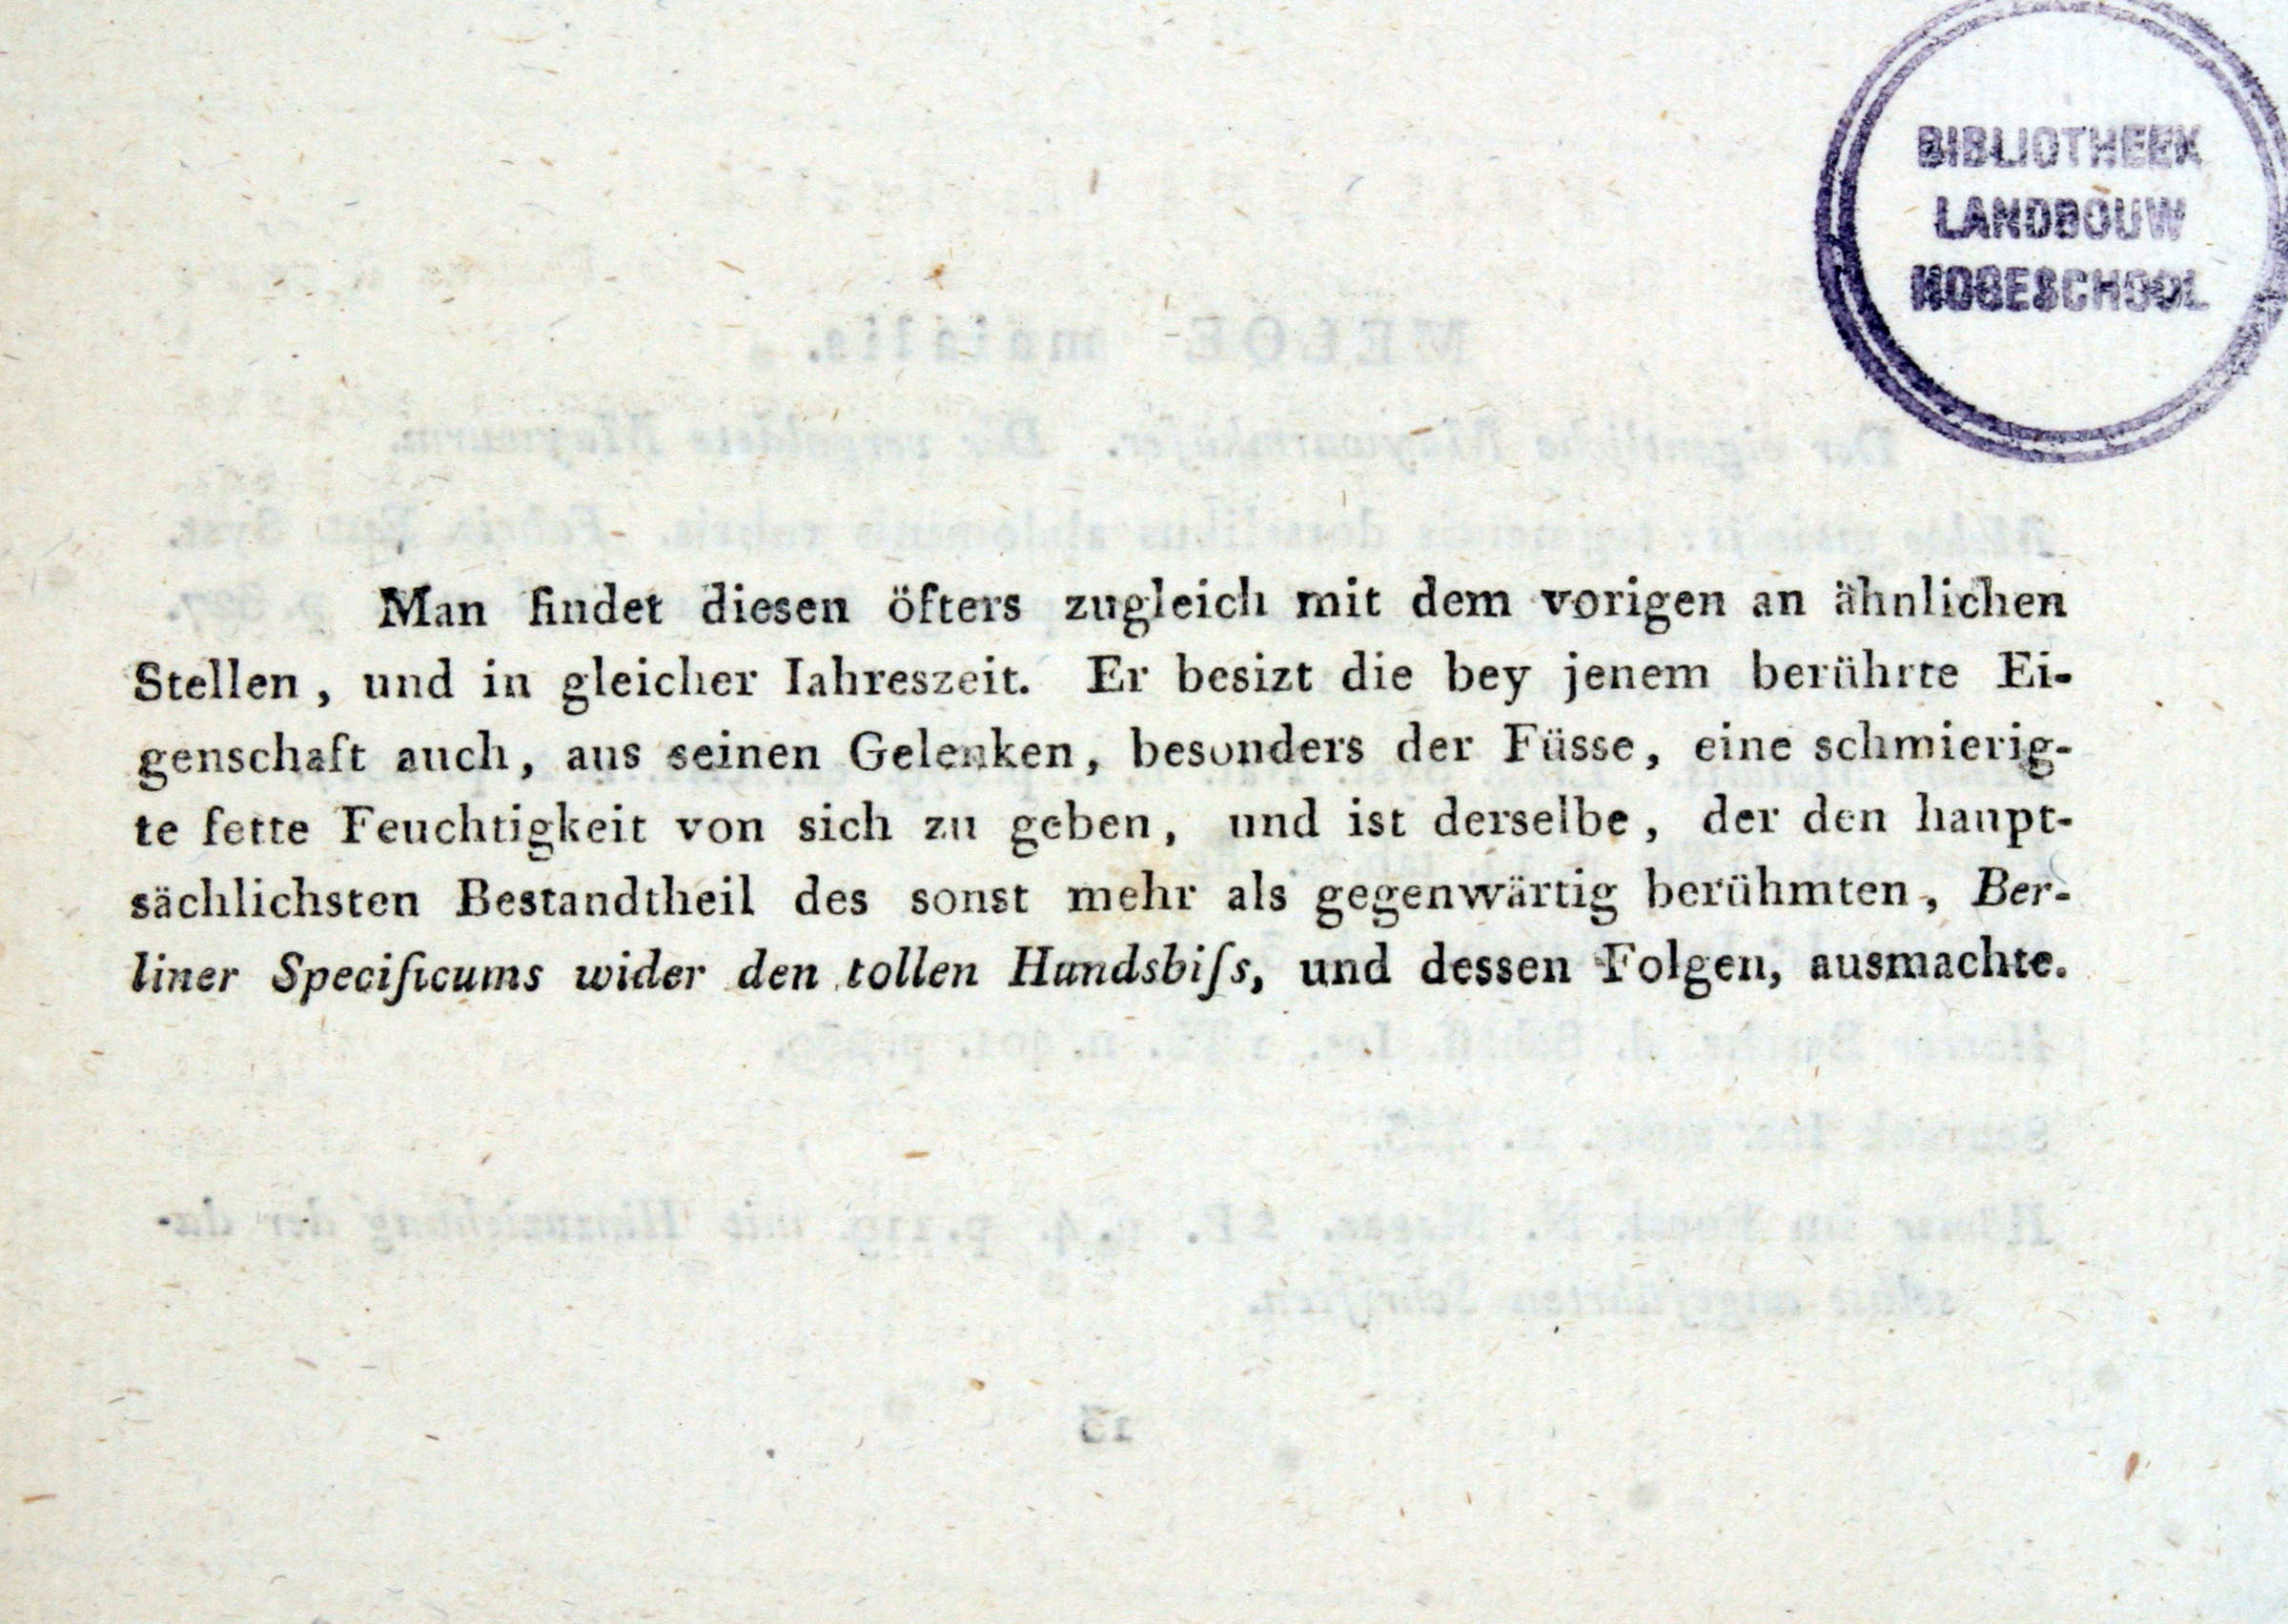 BIBLIOTHEEK
LANDBOUW
HOGESCHOOL
MELOE maialis.
Man findet diesen öfters zugleich mit dem vorigen an ähnlichen
Stellen, und in gleicher Iahreszeit. Er besizt die bey jenem berührte Ei-
genschaft auch, aus seinen Gelenken, besonders der Füsse, eine schmierig-
te fette Feuchtigkeit von sich zu geben, und ist derselbe, der den haupt-
sächlichsten Bestandtheil des sonst mehr als gegenwärtig berühmten, Ber-
liner Specificums wider den tollen Hundsbiſs, und dessen Folgen, ausmachte.